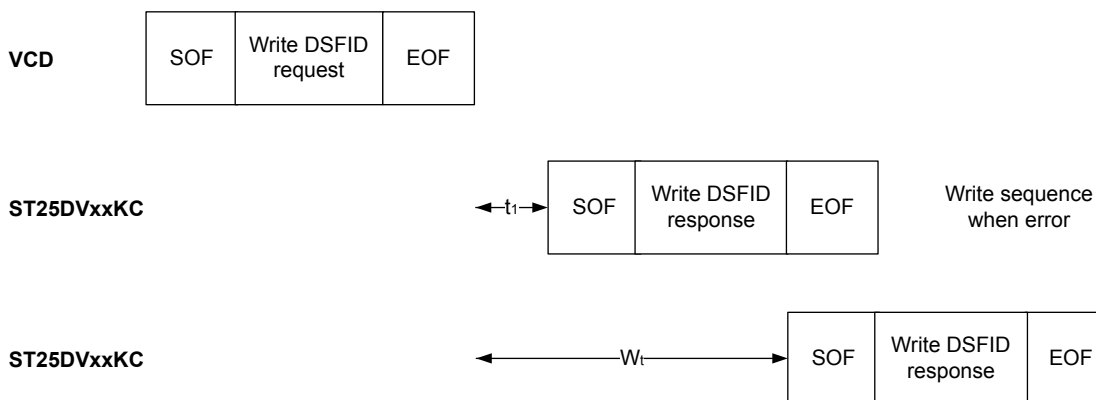 VCD
SOF
Write DSFID
request
EOF
ST25DVxxKC
t1
SOF
Write DSFID
response
EOF
Write sequence
when error
ST25DVxxKC
Wt
SOF
Write DSFID
response
EOF